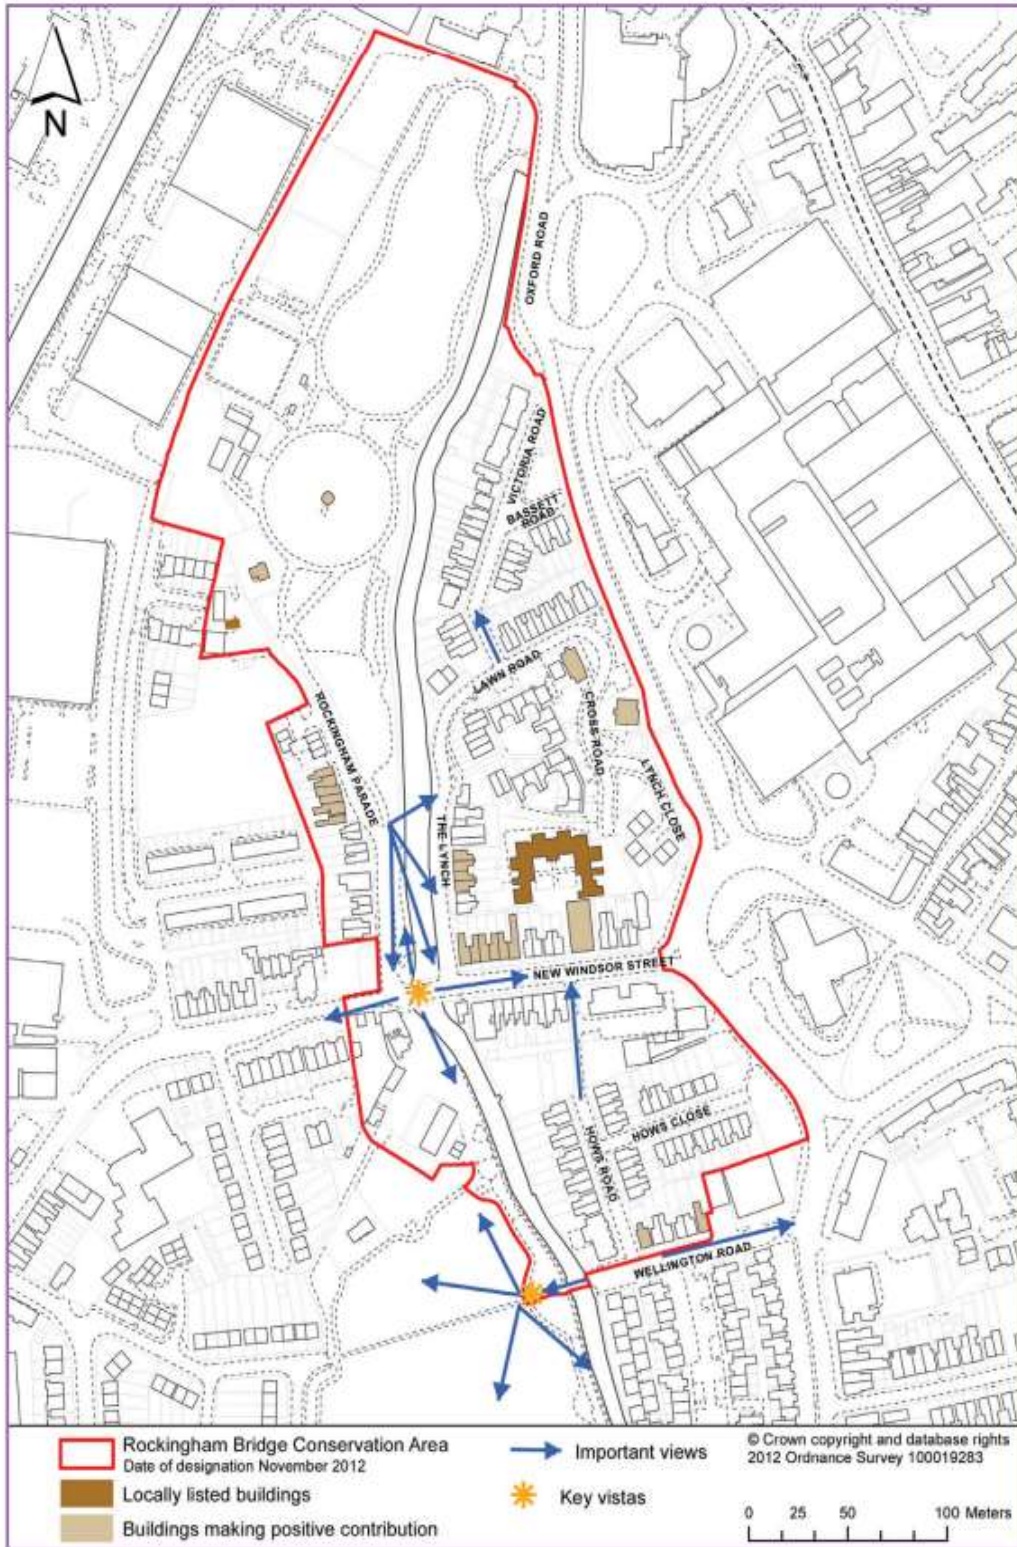 N
OXFORD ROAD
VICTORIA ROAD
BASSETT
ROAD
LAWN ROAD
CROSS ROAD
ROCKINGHAM PARADE
LYNCH CLOSE
THE LYNCH
NEW WINDSOR STREET
HOWS CLOSE
HOWS ROAD
WELLINGTON ROAD
Rockingham Bridge Conservation Area
Date of designation November 2012
Locally listed buildings
Buildings making positive contribution
Important views
Key vistas
© Crown copyright and database rights
2012 Ordnance Survey 100019283
0 25 50 100 Meters